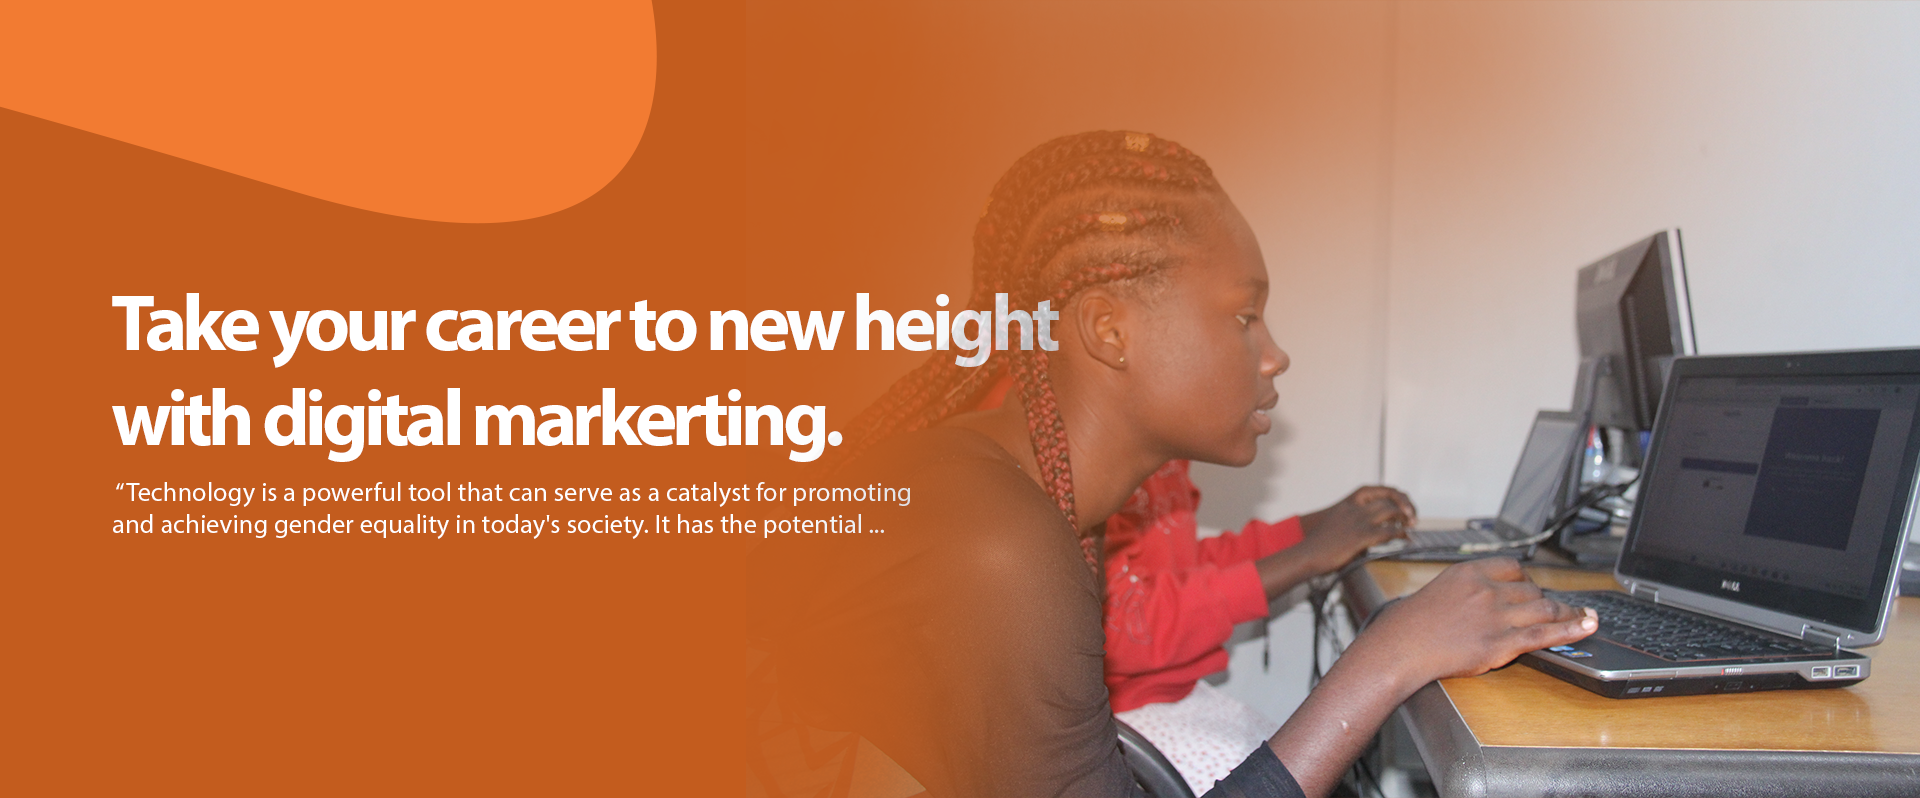 Take your career to new height
with digital markerting.
“Technology is a powerful tool that can serve as a catalyst for promoting
and achieving gender equality in today's society. It has the potential ...
DELL